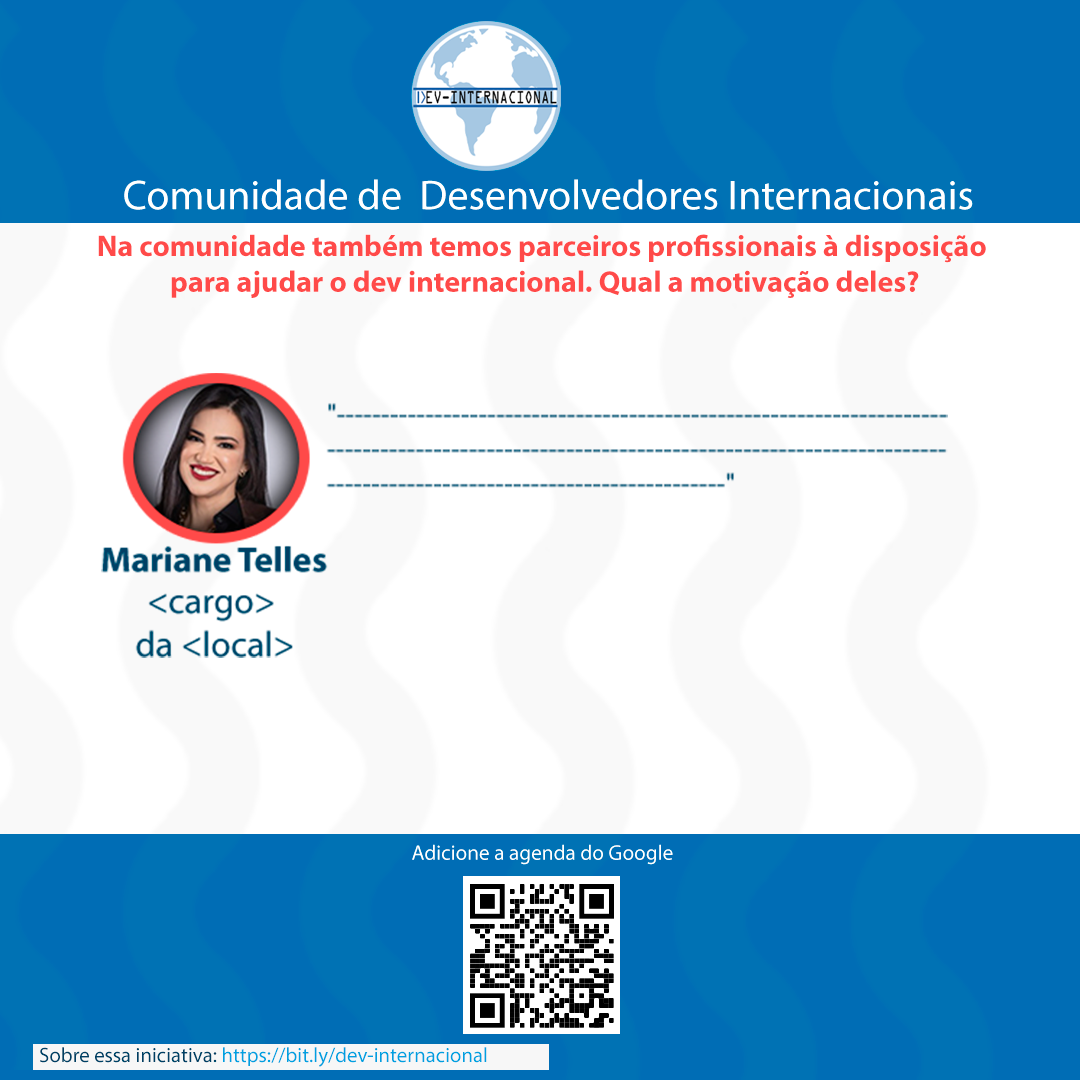 DEV-INTERNACIONAL
Comunidade de Desenvolvedores Internacionais
Na comunidade também temos parceiros profissionais à disposição
para ajudar o dev internacional. Qual a motivação deles?
"----------------------------------------------------------------------
-----------------------------------------------------------------------
----------------------------------------------"
Mariane Telles
<cargo>
da <local>
Adicione a agenda do Google
Sobre essa iniciativa: https://bit.ly/dev-internacional